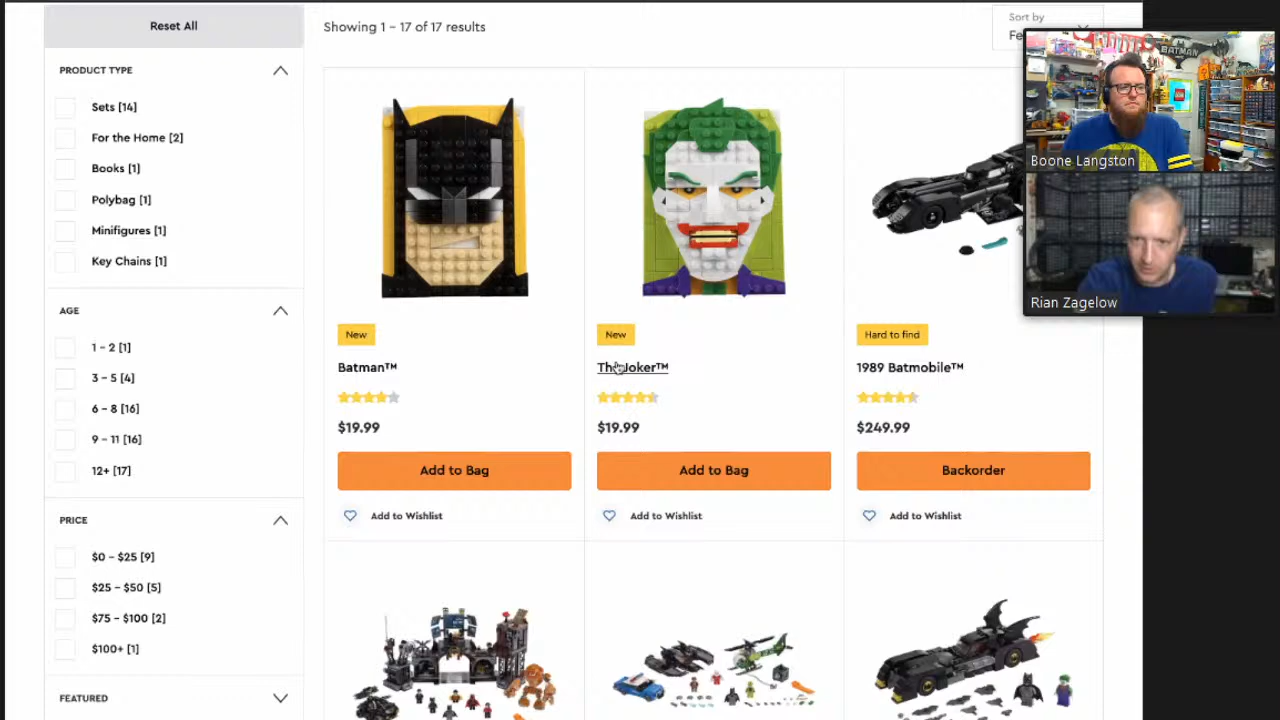 Reset All
Showing 1 - 17 of 17 results
Sort by
Fe
PRODUCT TYPE
Sets [14]
For the Home [2]
Books [1]
Polybag [1]
Minifigures [1]
Key Chains [1]
AGE
1 - 2 [1]
3 - 5 [4]
6 - 8 [16]
9 - 11 [16]
12+ [17]
PRICE
$0 - $25 [9]
$25 - $50 [5]
$75 - $100 [2]
$100+ [1]
FEATURED
New
Batman™
$19.99
Add to Bag
Add to Wishlist
New
The Joker™
$19.99
Add to Bag
Add to Wishlist
Hard to find
1989 Batmobile™
$249.99
Backorder
Add to Wishlist
BATMAN
Boone Langston
Rian Zagelow